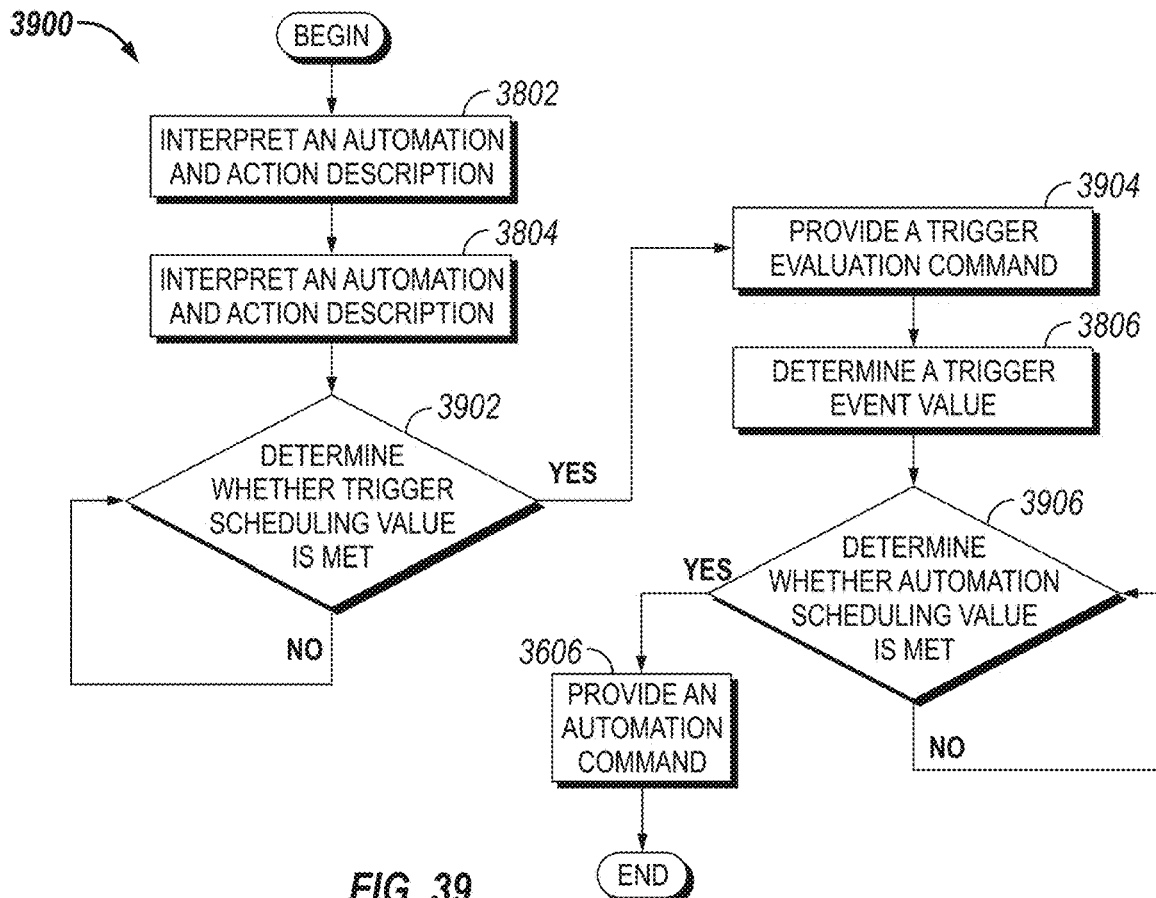 3900
BEGIN
3802
INTERPRET AN AUTOMATION
AND ACTION DESCRIPTION
3804
INTERPRET AN AUTOMATION
AND ACTION DESCRIPTION
3902
DETERMINE
WHETHER TRIGGER
SCHEDULING VALUE
IS MET
YES
NO
3904
PROVIDE A TRIGGER
EVALUATION COMMAND
3806
DETERMINE A TRIGGER
EVENT VALUE
3906
DETERMINE
WHETHER AUTOMATION
SCHEDULING VALUE
IS MET
YES
NO
3606
PROVIDE AN
AUTOMATION
COMMAND
END
FIG. 39